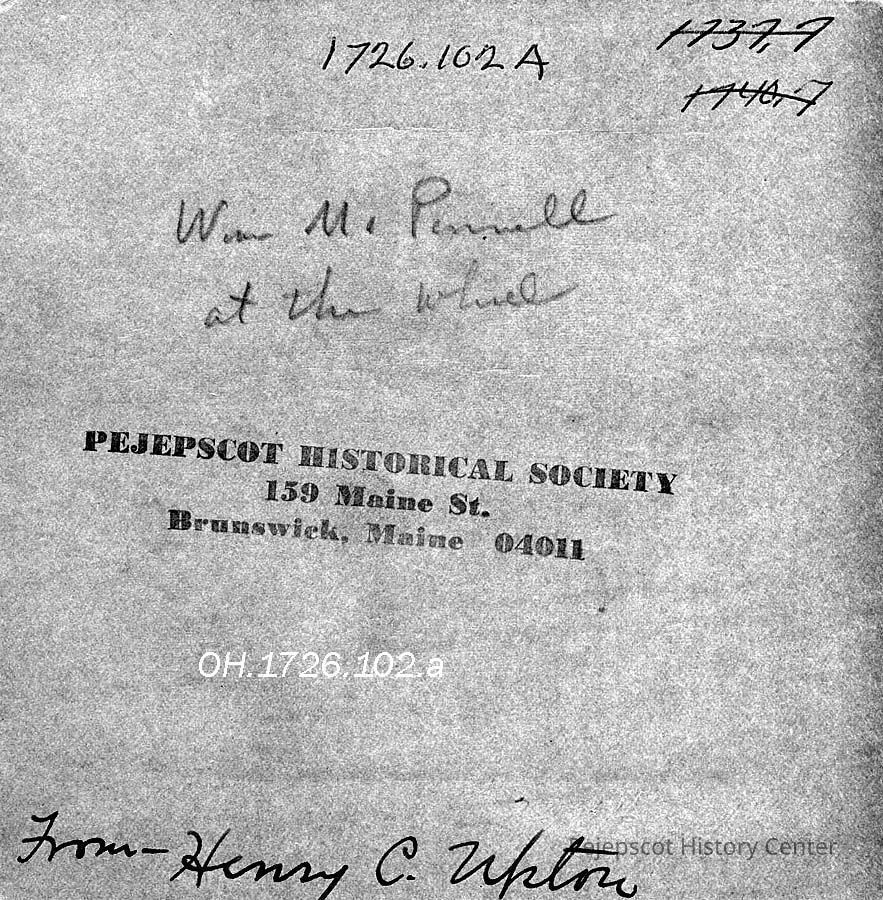 1726.102A
1737.7
1740.7
Wm M. Pennell
at the wheel
PEJEPSCOT HISTORICAL SOCIETY
159 Maine St.
Brunswick, Maine 04011
OH.1726.102.a
From- Henry C. Upton
Pejepscot History Center